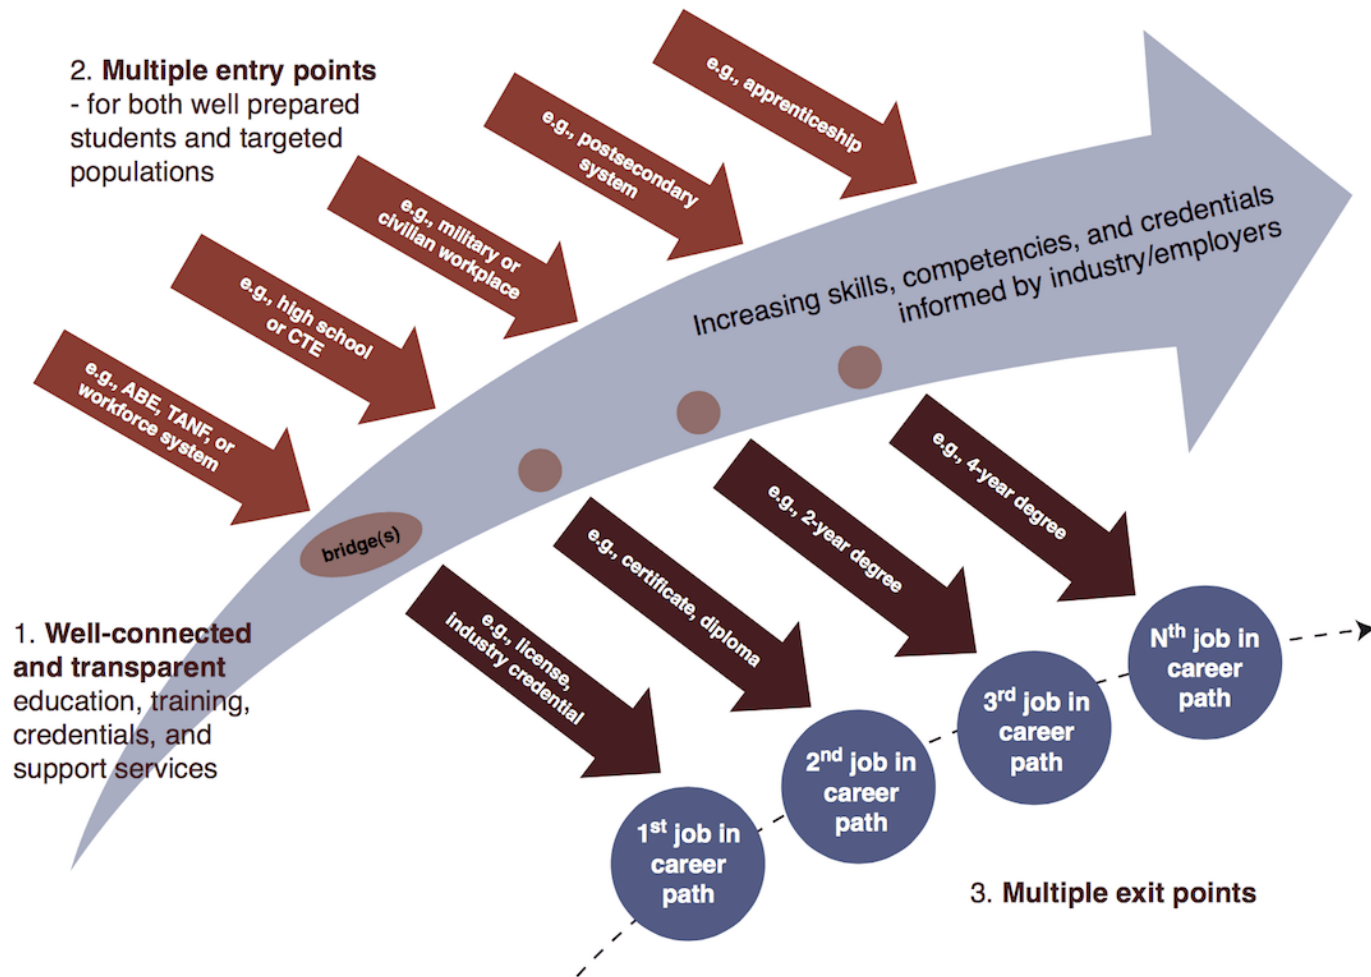 2. Multiple entry points
- for both well prepared
students and targeted
populations
e.g., apprenticeship
e.g., postsecondary
system
e.g., military or
civilian workplace
e.g., high school
or CTE
e.g., ABE, TANF, or
workforce system
Increasing skills, competencies, and credentials
informed by industry/employers
bridge(s)
1. Well-connected
and transparent
education, training,
credentials, and
support services
e.g., license,
industry credential
e.g., certificate, diploma
e.g., 2-year degree
e.g., 4-year degree
1st job in
career
path
2nd job in
career
path
3rd job in
career
path
Nth job in
career
path
3. Multiple exit points